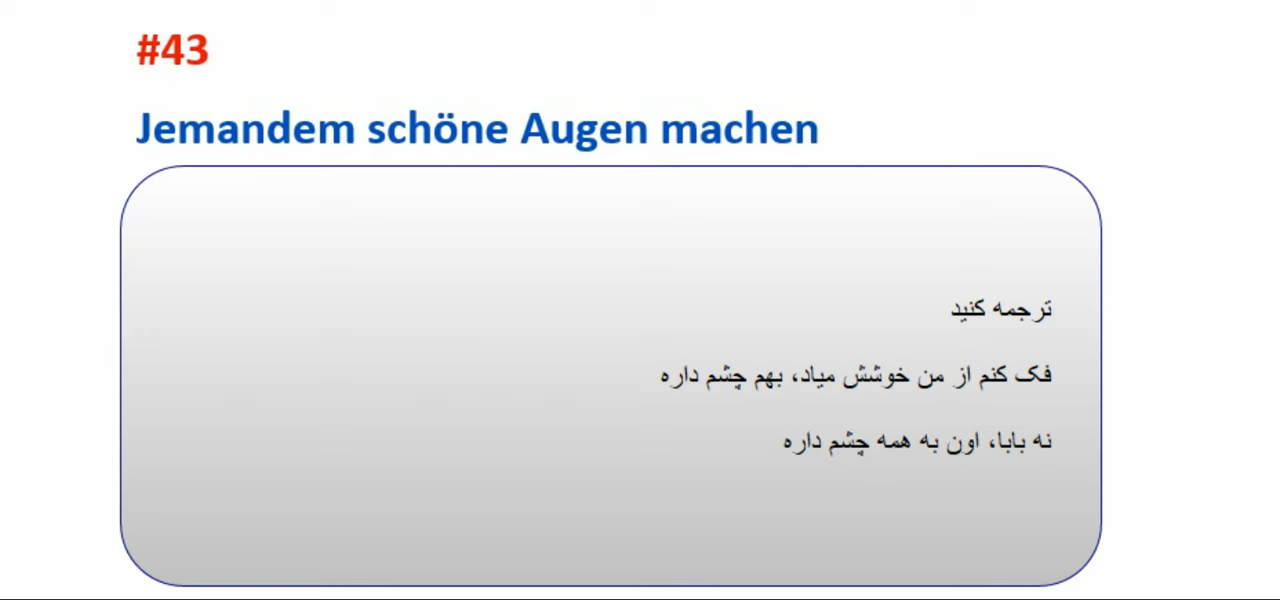 #43
Jemandem schöne Augen machen
ترجمه کنید
فک کنم از من خوشش میاد، بهم چشم داره
نه بابا، اون به همه چشم داره